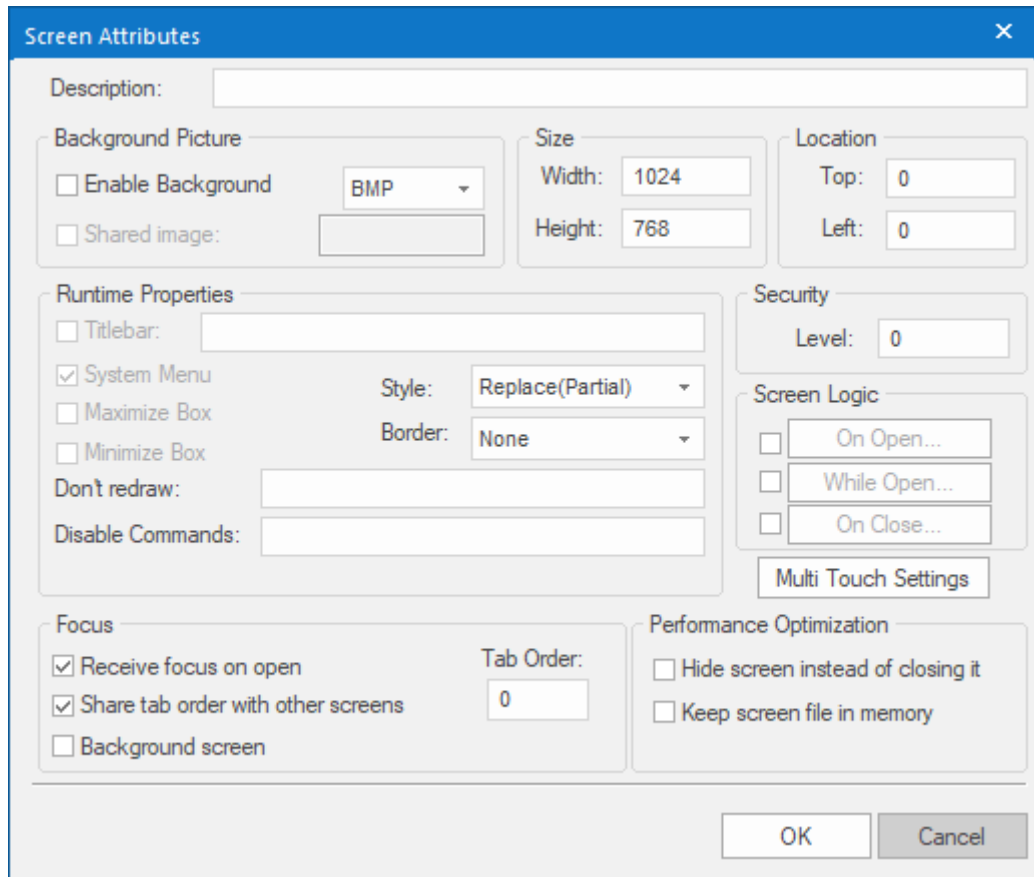 Screen Attributes
Description:
Background Picture
Enable Background
BMP
Shared image:
Size
Width: 1024
Height: 768
Location
Top: 0
Left: 0
Runtime Properties
Titlebar:
System Menu
Maximize Box
Minimize Box
Style: Replace(Partial)
Border: None
Don't redraw:
Disable Commands:
Security
Level: 0
Screen Logic
On Open...
While Open...
On Close...
Multi Touch Settings
Focus
Receive focus on open
Share tab order with other screens
Background screen
Tab Order:
0
Performance Optimization
Hide screen instead of closing it
Keep screen file in memory
OK
Cancel